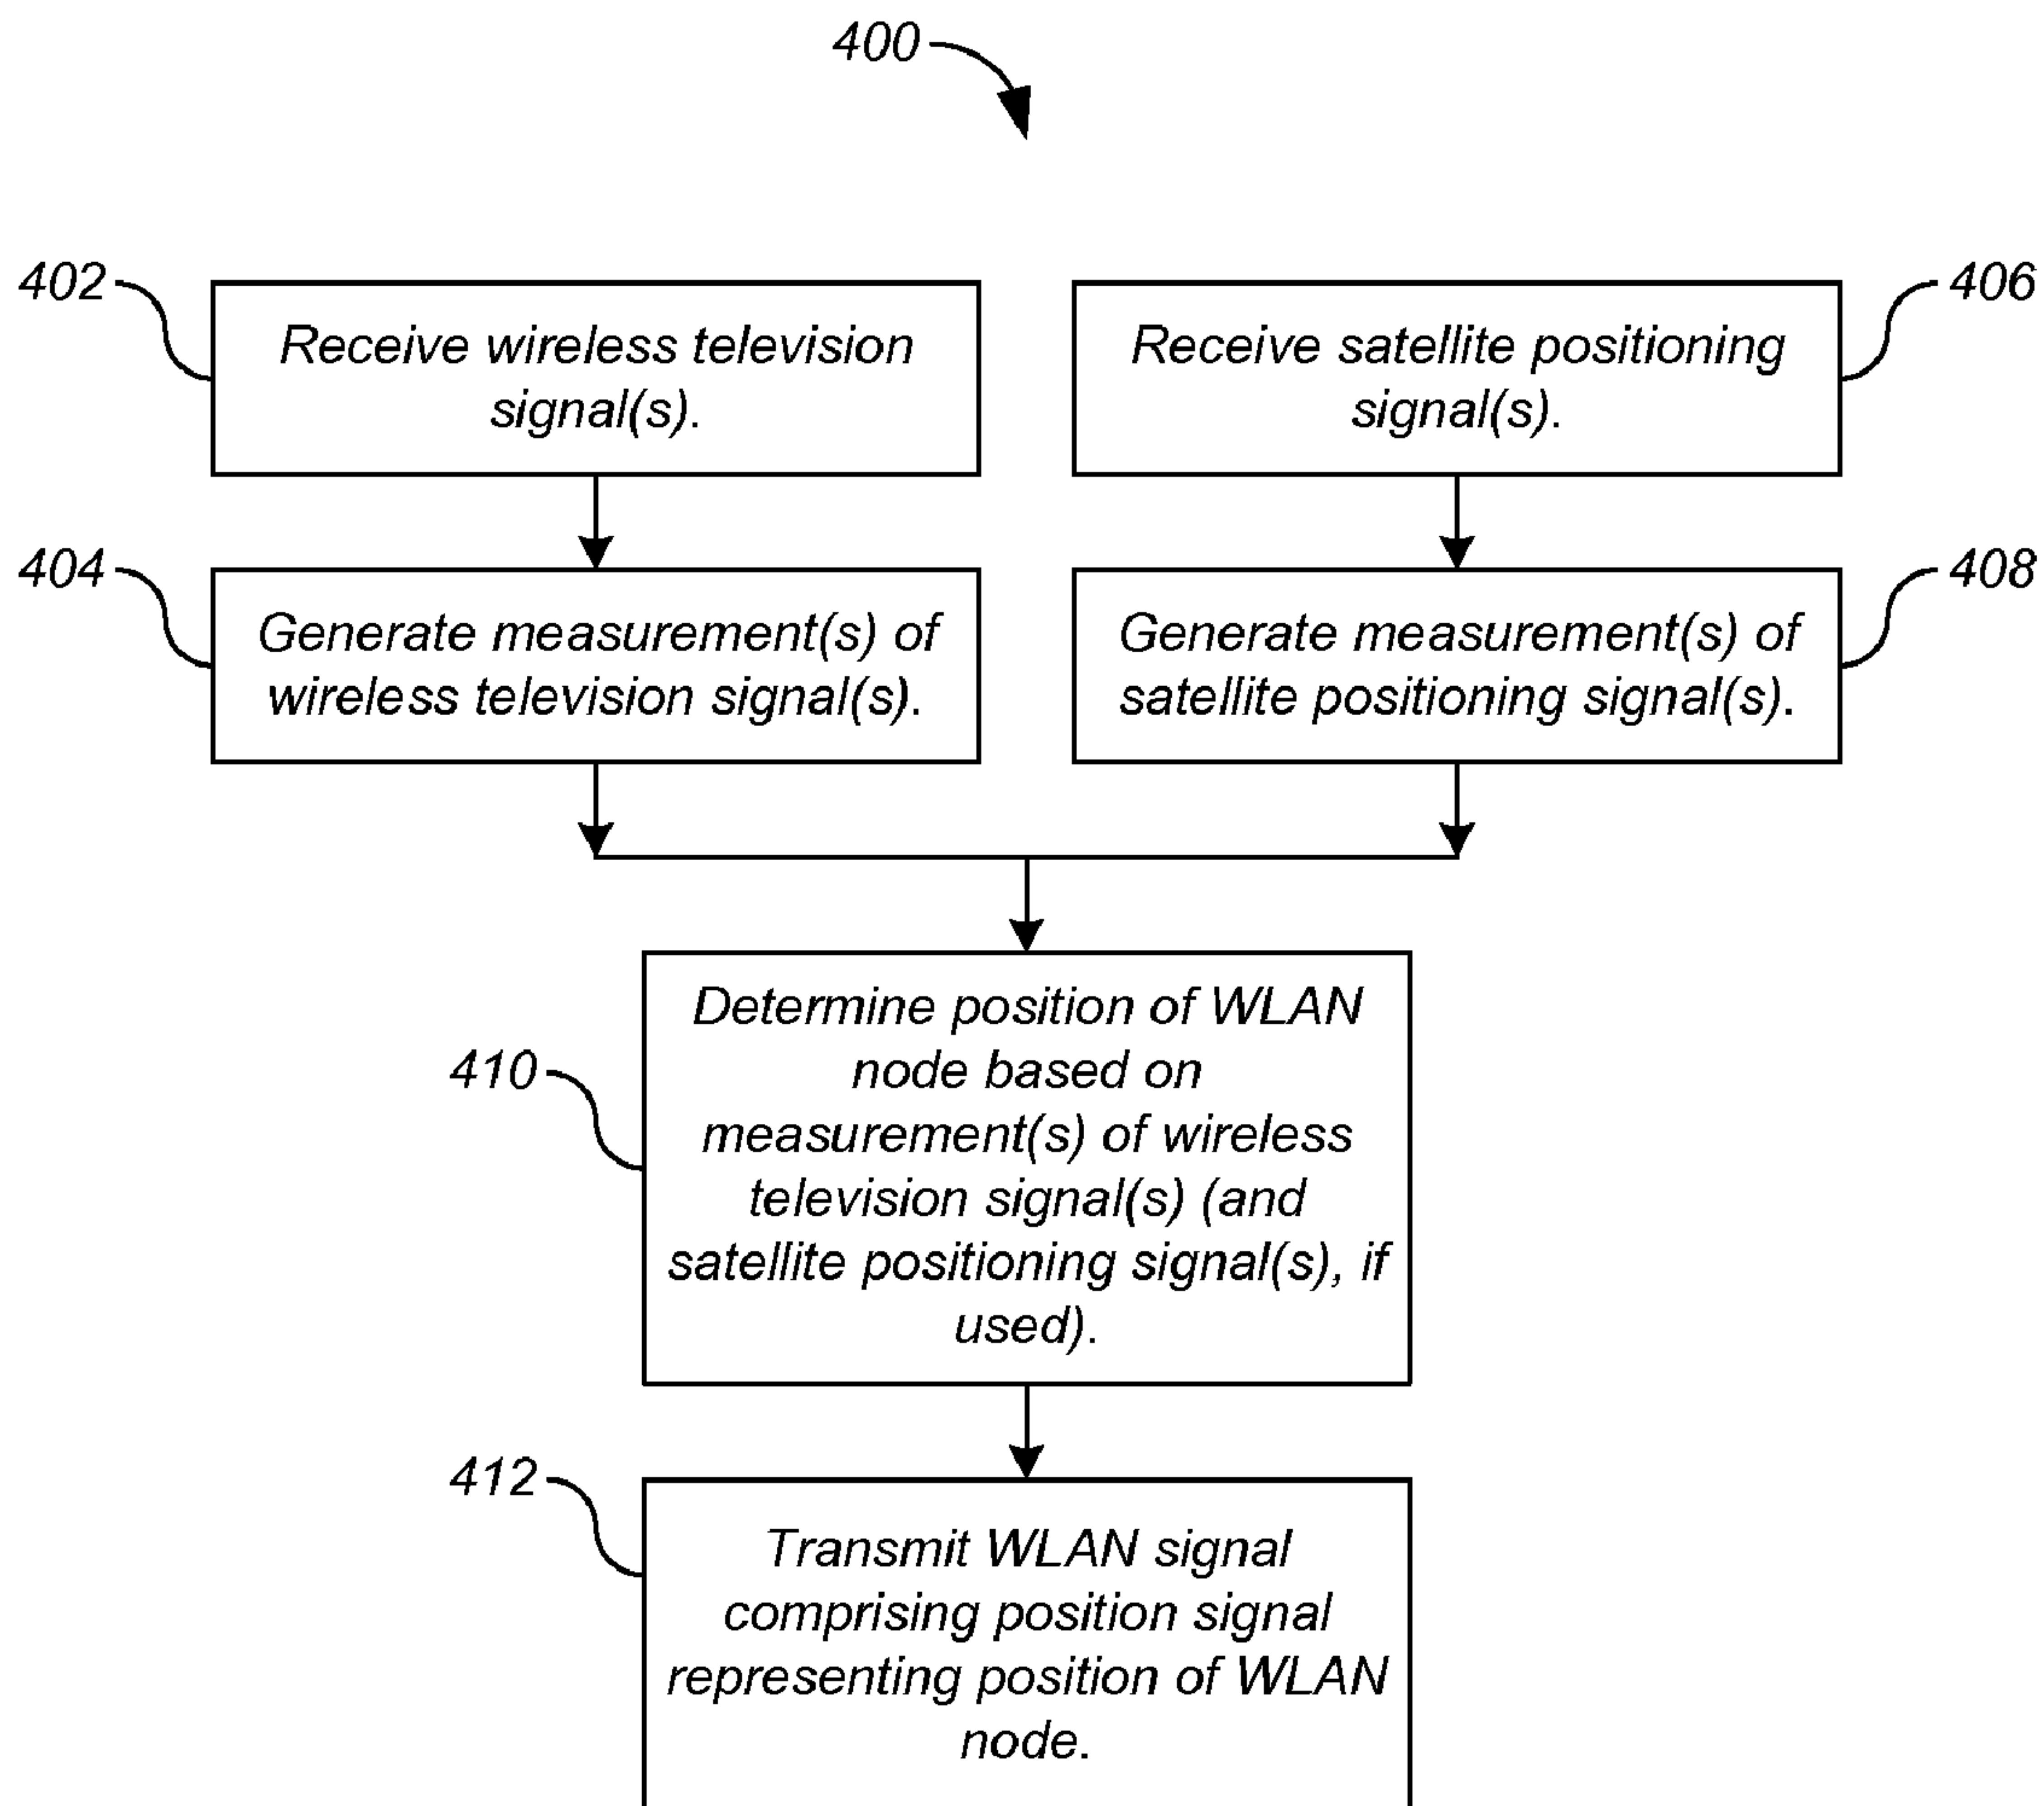 400
402
Receive wireless television
signal(s).
406
Receive satellite positioning
signal(s).
404
Generate measurement(s) of
wireless television signal(s).
408
Generate measurement(s) of
satellite positioning signal(s).
410
Determine position of WLAN
node based on
measurement(s) of wireless
television signal(s) (and
satellite positioning signal(s), if
used).
412
Transmit WLAN signal
comprising position signal
representing position of WLAN
node.